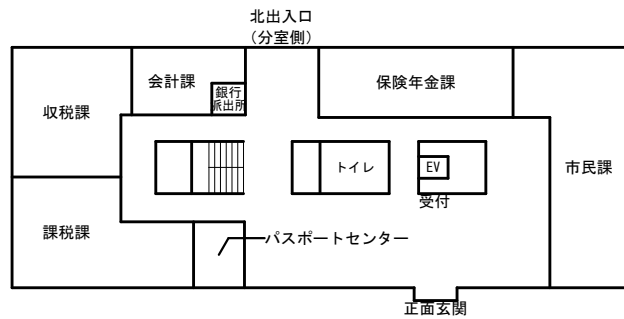 北出入口
（分室側）
会計課
銀行
派出所
保険年金課
収税課
トイレ
EV
市民課
受付
課税課
パスポートセンター
正面玄関